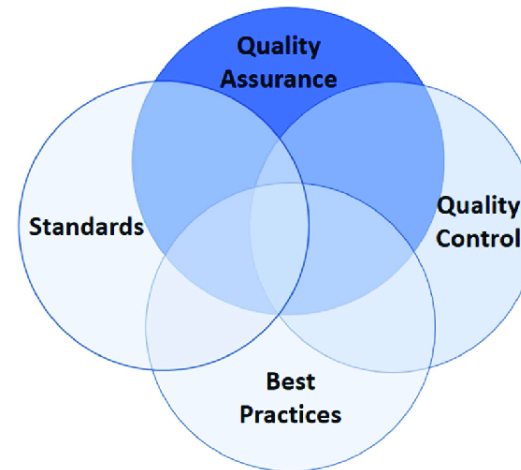 Quality
Assurance
Standards
Quality
Control
Best
Practices